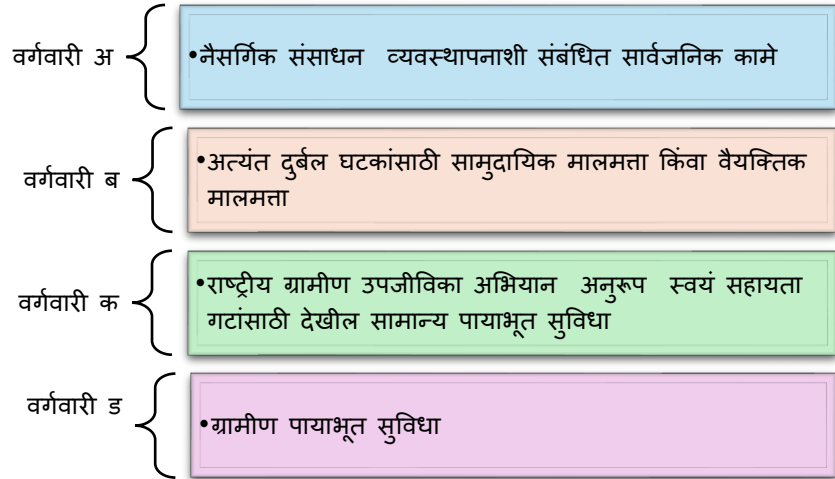 वर्गवारी अ
•नैसर्गिक संसाधन व्यवस्थापनाशी संबंधित सार्वजनिक कामे
वर्गवारी ब
•अत्यंत दुर्बल घटकांसाठी सामुदायिक मालमत्ता किंवा वैयक्तिक
मालमत्ता
वर्गवारी क
•राष्ट्रीय ग्रामीण उपजीविका अभियान अनुरूप स्वयं सहायता
गटांसाठी देखील सामान्य पायाभूत सुविधा
वर्गवारी ड
•ग्रामीण पायाभूत सुविधा